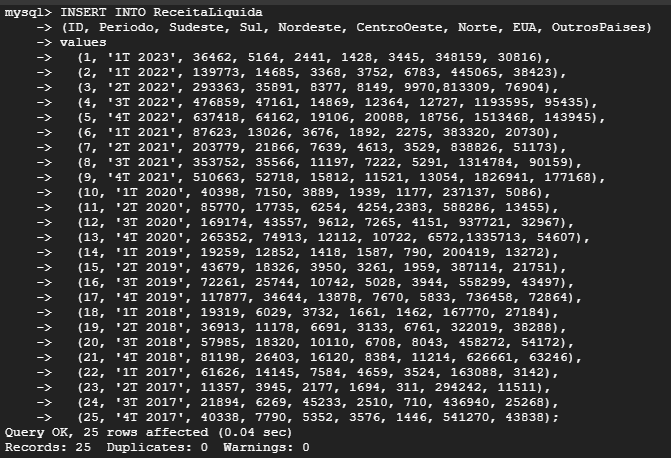 mysql> INSERT INTO ReceitaLiquida
-> (ID, Periodo, Sudeste, Sul, Nordeste, CentroOeste, Norte, EUA, OutrosPaises)
-> values
-> (1, '1T 2023', 36462, 5164, 2441, 1428, 3445, 348159, 30816),
-> (2, '1T 2022', 139773, 14685, 3368, 3752, 6783, 445065, 38423),
-> (3, '2T 2022', 293363, 35891, 8377, 8149, 9970,813309, 76904),
-> (4, '3T 2022', 476859, 47161, 14869, 12364, 12727, 1193595, 95435),
-> (5, '4T 2022', 637418, 64162, 19106, 20088, 18756, 1513468, 143945),
-> (6, '1T 2021', 87623, 13026, 3676, 1892, 2275, 383320, 20730),
-> (7, '2T 2021', 203779, 21866, 7639, 4613, 3529, 838826, 51173),
-> (8, '3T 2021', 353752, 35566, 11197, 7222, 5291, 1314784, 90159),
-> (9, '4T 2021', 510663, 52718, 15812, 11521, 13054, 1826941, 177168),
-> (10, '1T 2020', 40398, 7150, 3889, 1939, 1177, 237137, 5086),
-> (11, '2T 2020', 85770, 17735, 6254, 4254,2383, 588286, 13455),
-> (12, '3T 2020', 169174, 43557, 9612, 7265, 4151, 937721, 32967),
-> (13, '4T 2020', 265352, 74913, 12112, 10722, 6572,1335713, 54607),
-> (14, '1T 2019', 19259, 12852, 1418, 1587, 790, 200419, 13272),
-> (15, '2T 2019', 43679, 18326, 3950, 3261, 1959, 387114, 21751),
-> (16, '3T 2019', 72261, 25744, 10742, 5028, 3944, 558299, 43497),
-> (17, '4T 2019', 117877, 34644, 13878, 7670, 5833, 736458, 72864),
-> (18, '1T 2018', 19319, 6029, 3732, 1661, 1462, 167770, 27184),
-> (19, '2T 2018', 36913, 11178, 6691, 3133, 6761, 322019, 38288),
-> (20, '3T 2018', 57985, 18320, 10110, 6708, 8043, 458272, 54172),
-> (21, '4T 2018', 81198, 26403, 16120, 8384, 11214, 626661, 63246),
-> (22, '1T 2017', 61626, 14145, 7584, 4659, 3524, 163088, 3142),
-> (23, '2T 2017', 11357, 3945, 2177, 1694, 311, 294242, 11511),
-> (24, '3T 2017', 21894, 6269, 45233, 2510, 710, 436940, 25268),
-> (25, '4T 2017', 40338, 7790, 5352, 3576, 1446, 541270, 43838);
Query OK, 25 rows affected (0.04 sec)
Records: 25  Duplicates: 0  Warnings: 0